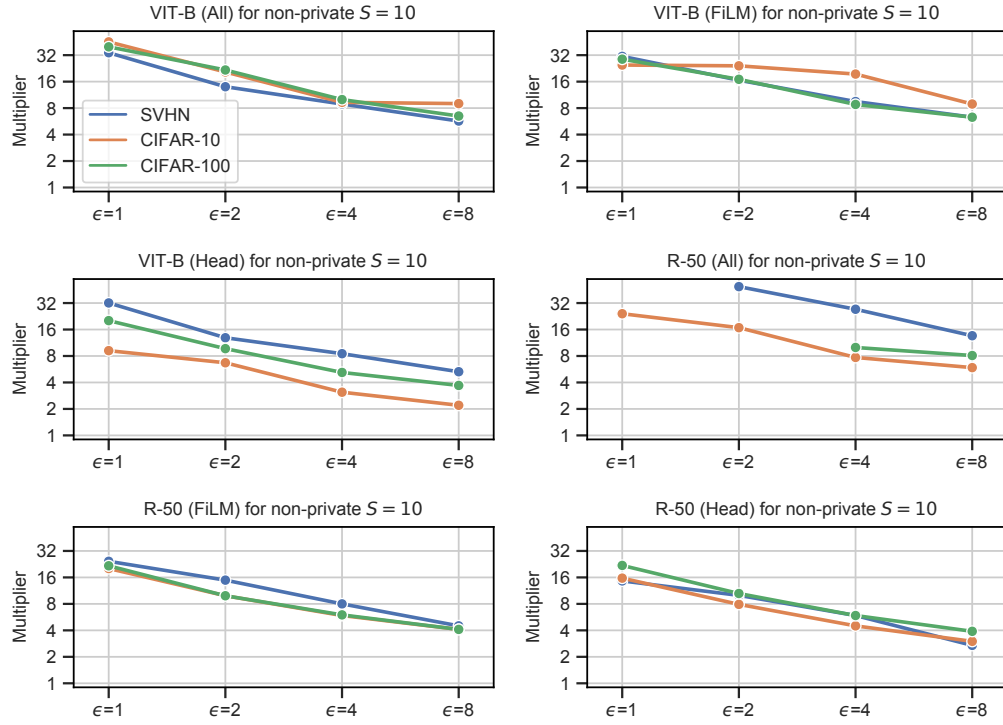 VIT-B (All) for non-private S = 10
Multiplier
32
16
8
4
2
1
SVHN
CIFAR-10
CIFAR-100
ϵ=1
ϵ=2
ϵ=4
ϵ=8
VIT-B (FiLM) for non-private S = 10
Multiplier
32
16
8
4
2
1
ϵ=1
ϵ=2
ϵ=4
ϵ=8
VIT-B (Head) for non-private S = 10
Multiplier
32
16
8
4
2
1
ϵ=1
ϵ=2
ϵ=4
ϵ=8
R-50 (All) for non-private S = 10
Multiplier
32
16
8
4
2
1
ϵ=1
ϵ=2
ϵ=4
ϵ=8
R-50 (FiLM) for non-private S = 10
Multiplier
32
16
8
4
2
1
ϵ=1
ϵ=2
ϵ=4
ϵ=8
R-50 (Head) for non-private S = 10
Multiplier
32
16
8
4
2
1
ϵ=1
ϵ=2
ϵ=4
ϵ=8